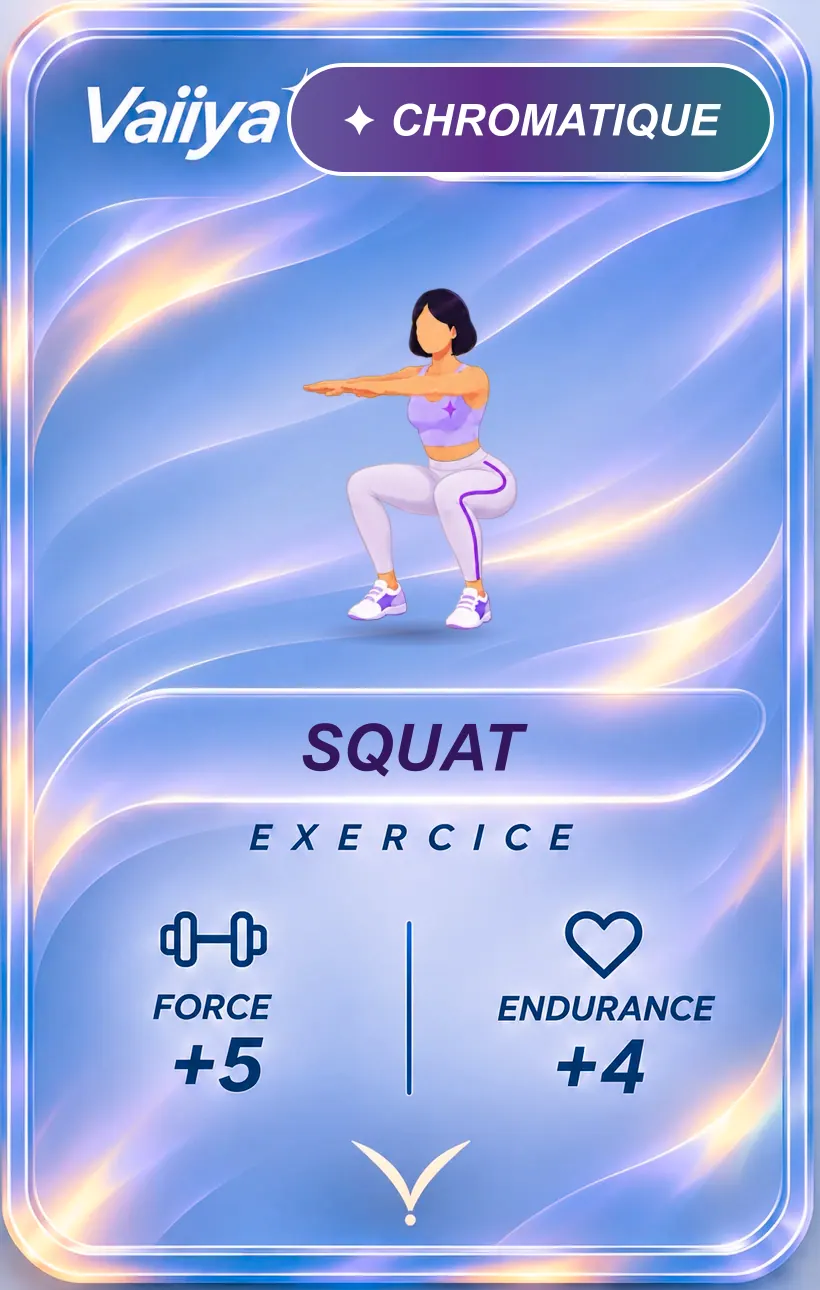 Vaiiya
CHROMATIQUE
SQUAT
EXERCICE
FORCE
+5
ENDURANCE
+4